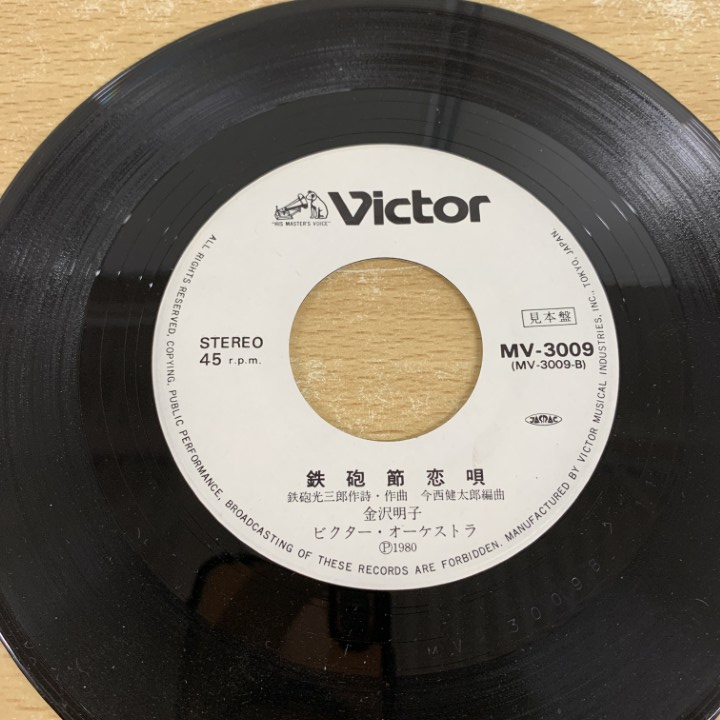 Victor
"HIS MASTER'S VOICE"
見本盤
STEREO
45 r.p.m.
MV-3009
(MV-3009-B)
JASRAC
鉄砲節恋唄
鉄砲光三郎作詩・作曲 今西健太郎編曲
金沢明子
ビクター・オーケストラ
Ⓟ1980
ALL RIGHTS RESERVED. COPYING, PUBLIC PERFORMANCE, BROADCASTING OF THESE RECORDS ARE FORBIDDEN. MANUFACTURED BY VICTOR MUSICAL INDUSTRIES, INC., TOKYO, JAPAN.
MV 3009B